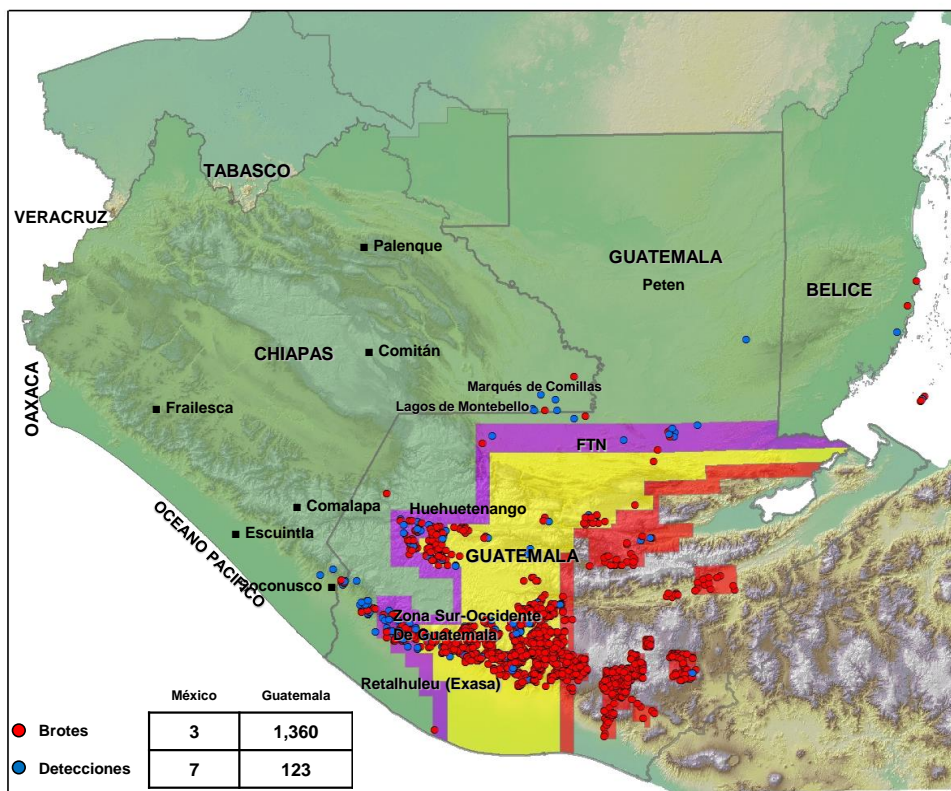 TABASCO
VERACRUZ
Palenque
GUATEMALA
Peten
BELICE
CHIAPAS
Comitán
OAXACA
Marqués de Comillas
Lagos de Montebello
Frailesca
FTN
Comalapa
Huehuetenango
Escuintla
OCEANO PACIFICO
GUATEMALA
Soconusco
Zona Sur-Occidente
De Guatemala
Retalhuleu (Exasa)
México Guatemala
Brotes 3 1,360
Detecciones 7 123